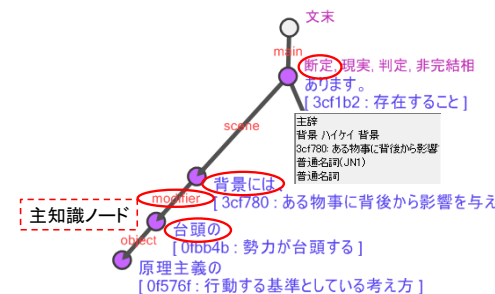 文末
main
断定, 現実, 判定, 非完結相
あります。
[ 3cf1b2 : 存在すること ]
主辞
背景 ハイケイ 背景
3cf780: ある物事に背後から影響
普通名詞(JN1)
普通名詞
scene
背景には
[ 3cf780 : ある物事に背後から影響を与え
modifier
主知識ノード
台頭の
[ 0fbb4b : 勢力が台頭する ]
object
原理主義の
[ 0f576f : 行動する基準としている考え方 ]